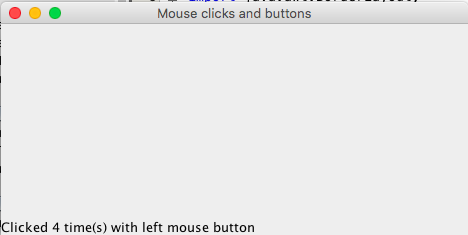 Mouse clicks and buttons
Clicked 4 time(s) with left mouse button